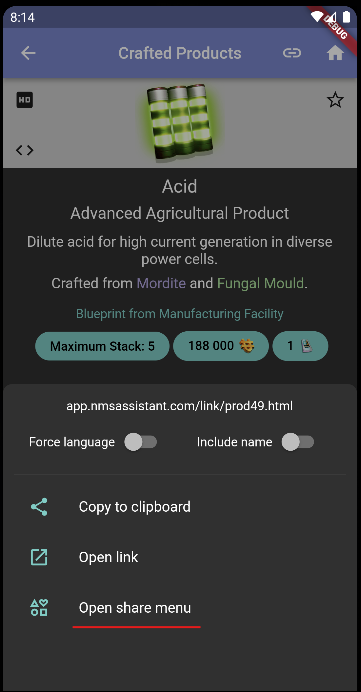 8:14
DEBUG
Crafted Products
HD
Acid
Advanced Agricultural Product
Dilute acid for high current generation in diverse
power cells.
Crafted from Mordite and Fungal Mould.
Blueprint from Manufacturing Facility
Maximum Stack: 5 188 000 1
app.nmsassistant.com/link/prod49.html
Force language Include name
Copy to clipboard
Open link
Open share menu